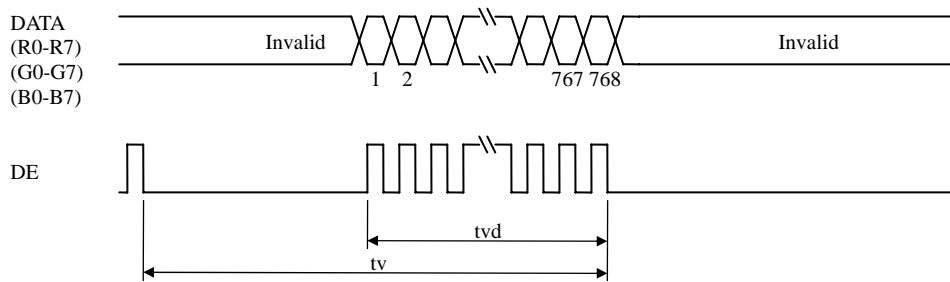 DATA
(R0-R7)
(G0-G7)
(B0-B7)
Invalid
Invalid
1 2 767 768
DE
tvd
tv